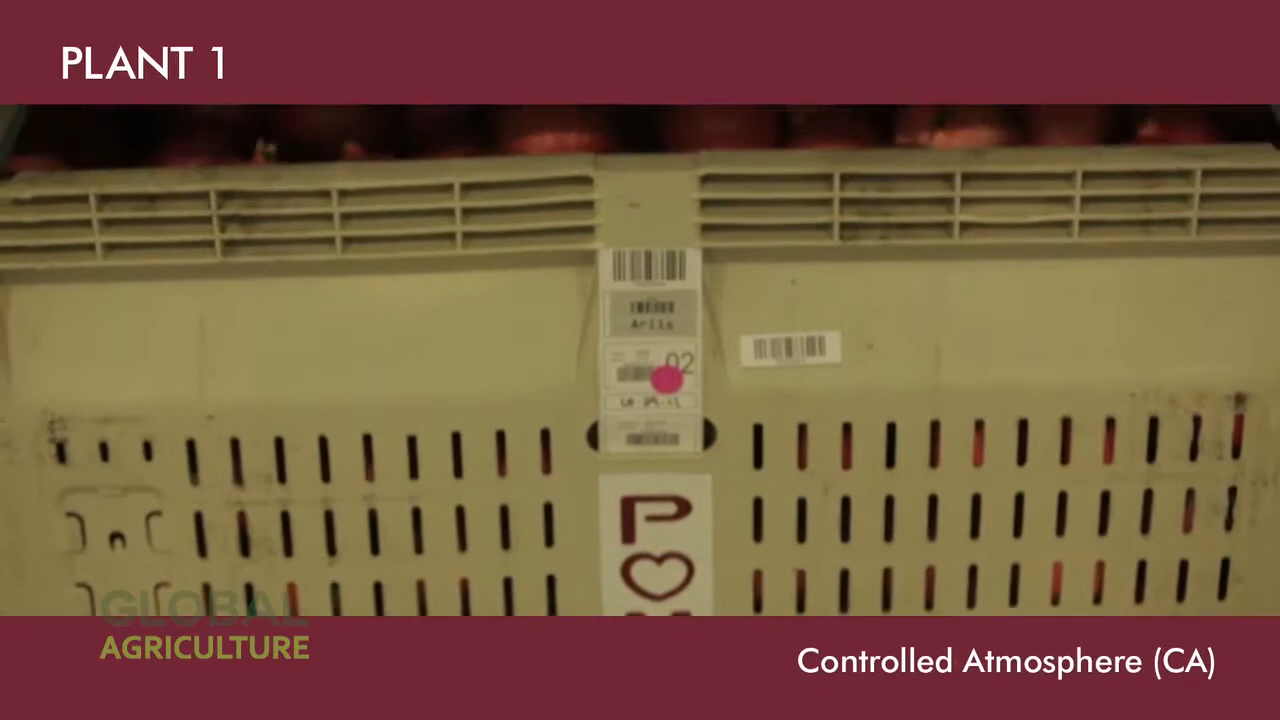 PLANT 1
Arils
02
P♥
GLOBAL
AGRICULTURE
Controlled Atmosphere (CA)